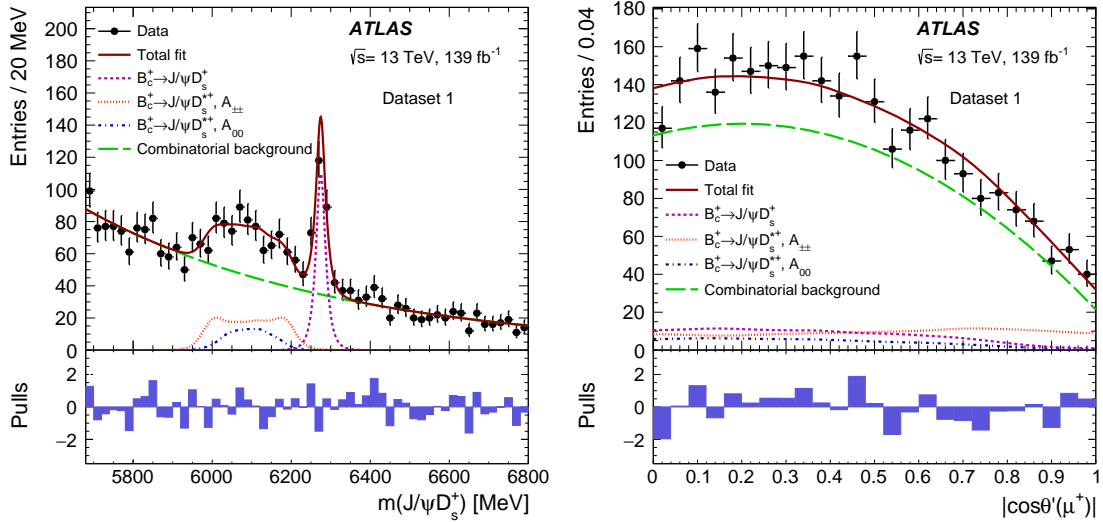 ATLAS
√s= 13 TeV, 139 fb⁻¹
Dataset 1
Data
Total fit
B_c⁺→J/ψD_s⁺
B_c⁺→J/ψD_s*⁺, A_±±
B_c⁺→J/ψD_s*⁺, A_00
Combinatorial background
Entries / 20 MeV
200
180
160
140
120
100
80
60
40
20
0
Pulls
2
0
−2
5800 6000 6200 6400 6600 6800
m(J/ψD_s⁺) [MeV]
ATLAS
√s= 13 TeV, 139 fb⁻¹
Dataset 1
Data
Total fit
B_c⁺→J/ψD_s⁺
B_c⁺→J/ψD_s*⁺, A_±±
B_c⁺→J/ψD_s*⁺, A_00
Combinatorial background
Entries / 0.04
180
160
140
120
100
80
60
40
20
0
Pulls
2
0
−2
0 0.1 0.2 0.3 0.4 0.5 0.6 0.7 0.8 0.9 1
|cosθ'(μ⁺)|